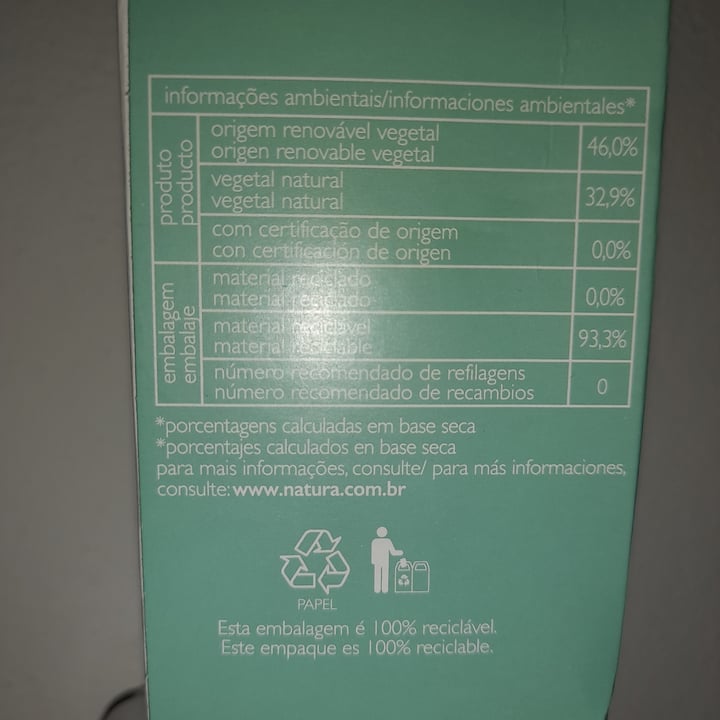 informações ambientais/informaciones ambientales*
produto
producto
origem renovável vegetal
origen renovable vegetal
46,0%
vegetal natural
vegetal natural
32,9%
com certificação de origem
con certificación de origen
0,0%
embalagem
embalaje
material reciclado
material reciclado
0,0%
material reciclável
material reciclable
93,3%
número recomendado de refilagens
número recomendado de recambios
0
*porcentagens calculadas em base seca
*porcentajes calculados en base seca
para mais informações, consulte/ para más informaciones,
consulte: www.natura.com.br
PAPEL
Esta embalagem é 100% reciclável.
Este empaque es 100% reciclable.